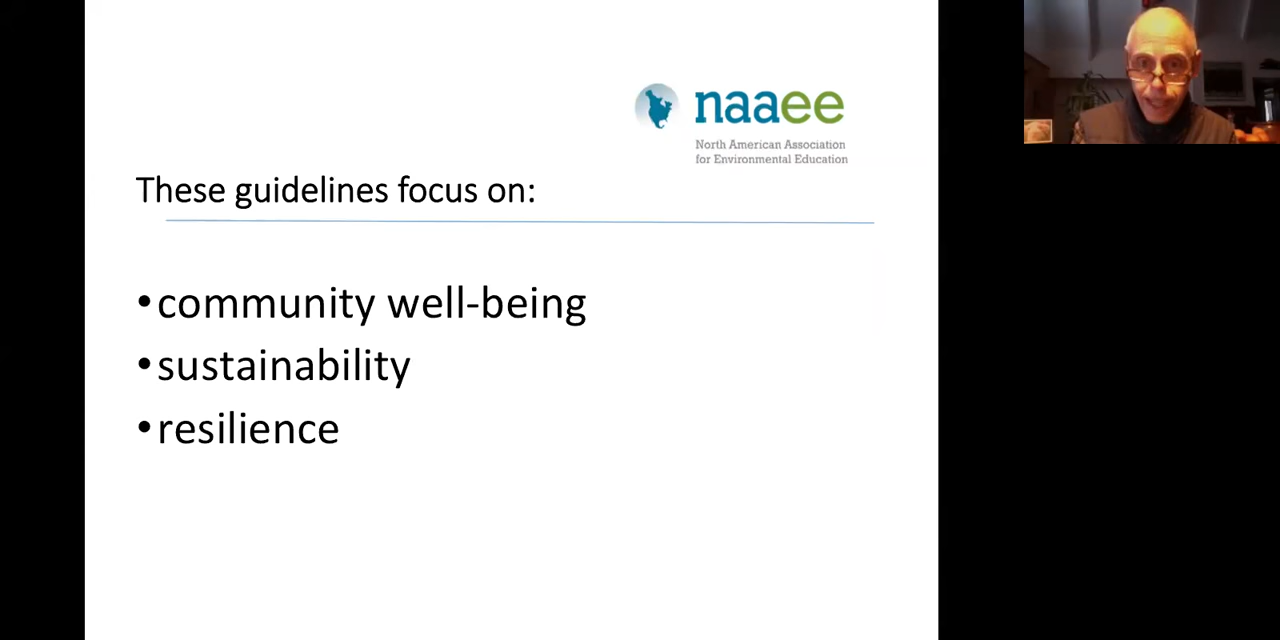 naaee
North American Association
for Environmental Education
These guidelines focus on:
•community well-being
•sustainability
•resilience